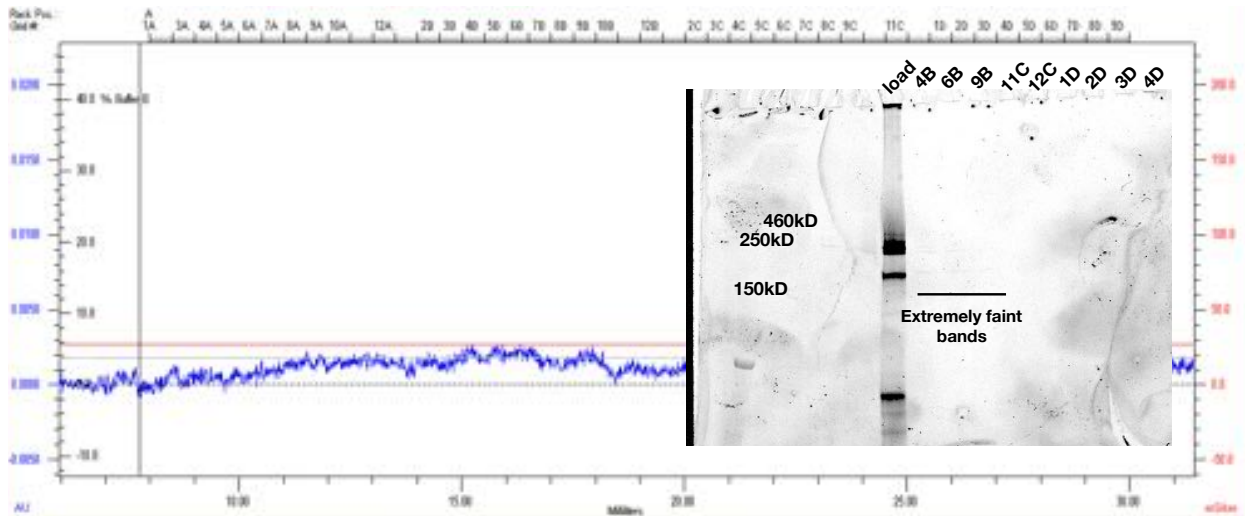 Rack Pos.: A
1A 3A 4A 5A 6A 7A 8A 9A 10A 12A 2B 3B 4B 5B 6B 7B 8B 9B 10B 12B 2C 3C 4C 5C 6C 7C 8C 9C 11C 1D 2D 3D 4D 5D 6D 7D 8D 9D
load 4B 6B 9B 11C 12C 1D 2D 3D 4D
0.0200
40.0 % Buffer B
200.0
0.0150
30.0
150.0
460kD
0.0100
20.0
100.0
250kD
150kD
0.0050
10.0
50.0
Extremely faint
bands
0.0000
0.0
-0.0050
-10.0
-50.0
10.00 15.00 20.00 25.00 30.00
AU
Milliliters